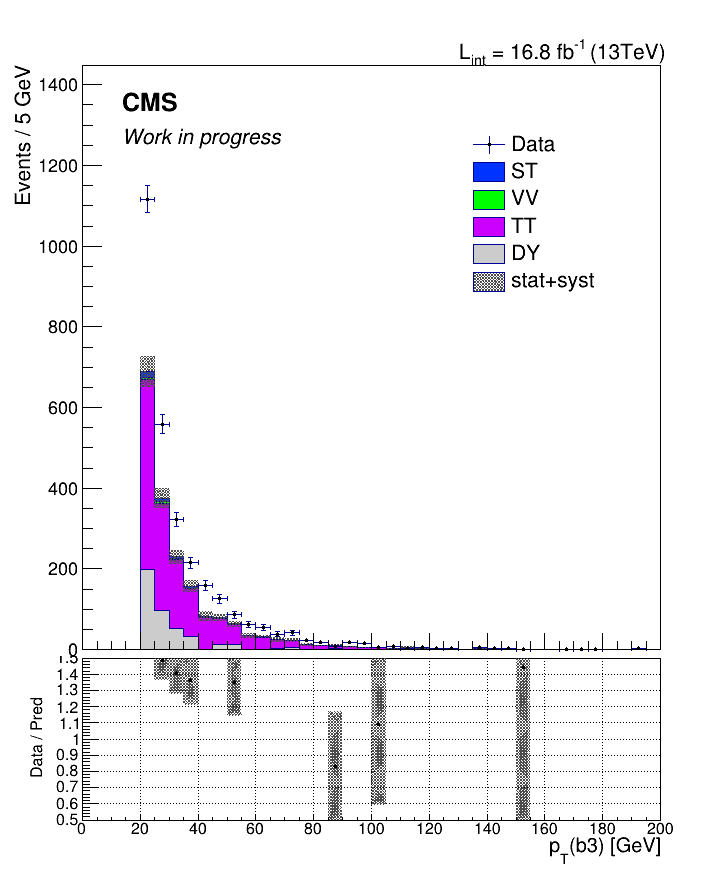 L_int = 16.8 fb^-1 (13TeV)
Events / 5 GeV
1400
1200
1000
800
600
400
200
0
CMS
Work in progress
Data
ST
VV
TT
DY
stat+syst
Data / Pred
1.5
1.4
1.3
1.2
1.1
1
0.9
0.8
0.7
0.6
0.5
0 20 40 60 80 100 120 140 160 180 200
p_T(b3) [GeV]